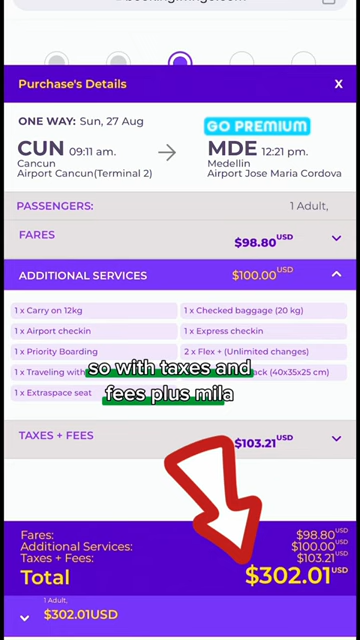 Purchase's Details
X
ONE WAY: Sun, 27 Aug
GO PREMIUM
CUN 09:11 am.
MDE 12:21 pm.
Cancun
Medellin
Airport Cancun(Terminal 2)
Airport Jose Maria Cordova
PASSENGERS:
1 Adult,
FARES
$98.80USD
ADDITIONAL SERVICES
$100.00USD
1 x Carry on 12kg
1 x Checked baggage (20 kg)
1 x Airport checkin
1 x Express checkin
1 x Priority Boarding
2 x Flex + (Unlimited changes)
1 x Traveling with
(40x35x25 cm)
so with taxes and
1 x Extraspace seat
fees plus mila
TAXES + FEES
$103.21USD
Fares:
$98.80USD
Additional Services:
$100.00USD
Taxes + Fees:
$103.21USD
Total
$302.01USD
1 Adult,
$302.01USD